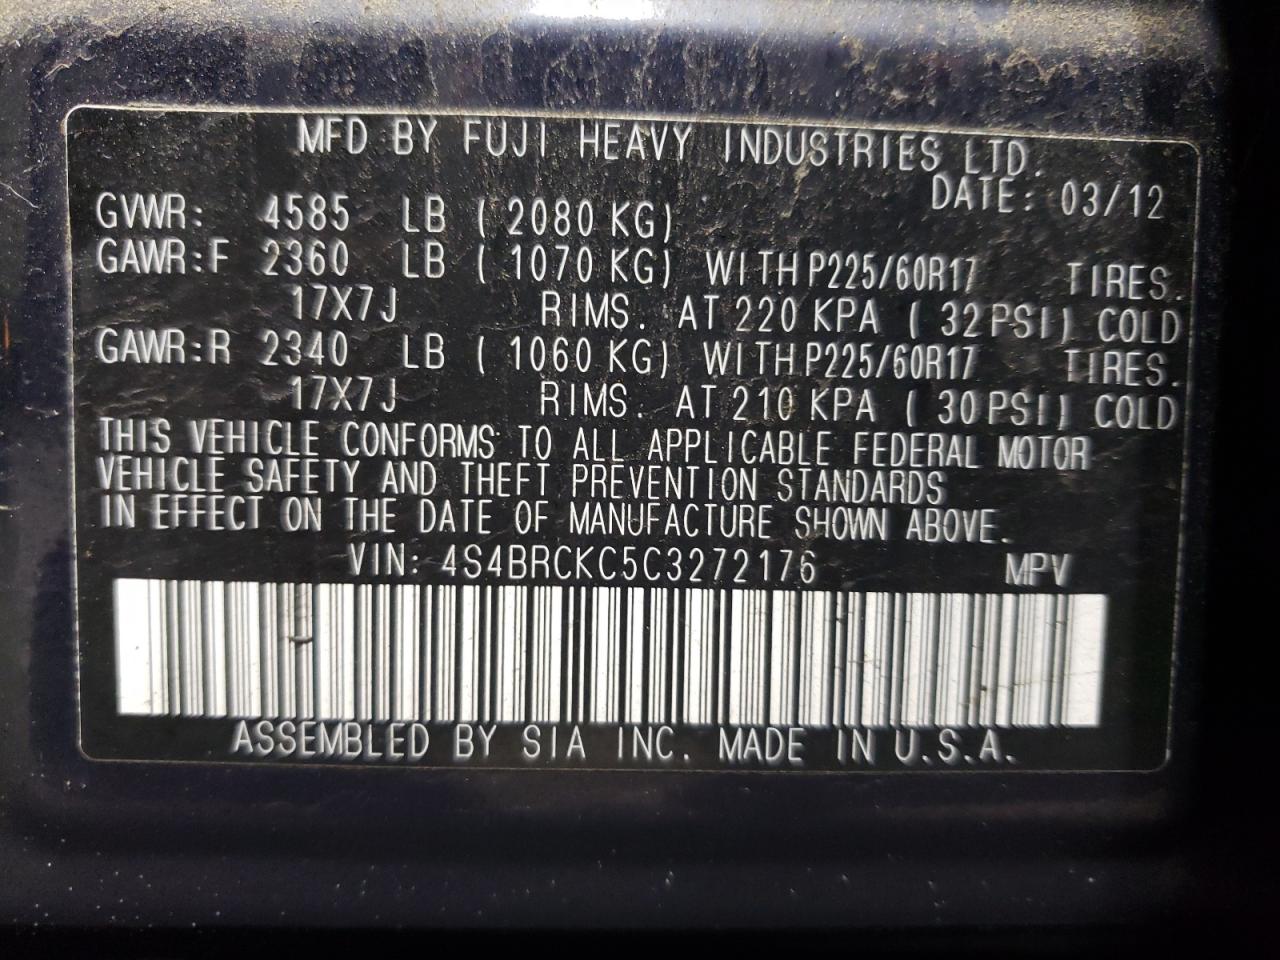 MFD BY FUJI HEAVY INDUSTRIES LTD.
DATE: 03/12
GVWR: 4585 LB ( 2080 KG)
GAWR:F 2360 LB ( 1070 KG) WITH P225/60R17 TIRES.
17X7J RIMS. AT 220 KPA ( 32PSI) COLD
GAWR:R 2340 LB ( 1060 KG) WITH P225/60R17 TIRES.
17X7J RIMS. AT 210 KPA ( 30PSI) COLD
THIS VEHICLE CONFORMS TO ALL APPLICABLE FEDERAL MOTOR
VEHICLE SAFETY AND THEFT PREVENTION STANDARDS
IN EFFECT ON THE DATE OF MANUFACTURE SHOWN ABOVE.
VIN: 4S4BRCKC5C3272176 MPV
ASSEMBLED BY SIA INC. MADE IN U.S.A.